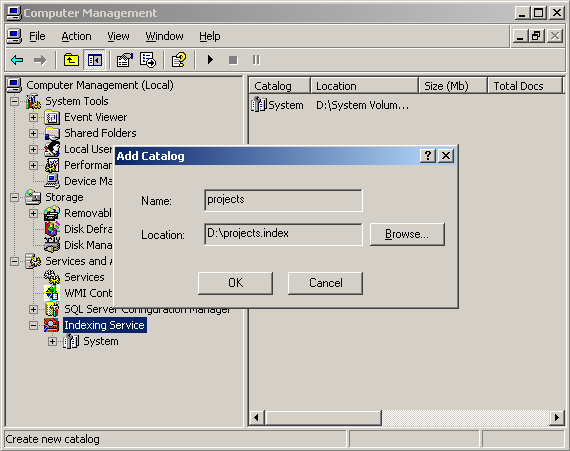 Computer Management
File Action View Window Help
Computer Management (Local)
System Tools
Event Viewer
Shared Folders
Local User
Performa
Device Ma
Storage
Removabl
Disk Defra
Disk Mana
Services and A
Services
WMI Cont
SQL Server Configuration Manager
Indexing Service
System
Catalog Location Size (Mb) Total Docs
System D:\System Volum...
Add Catalog
Name: projects
Location: D:\projects.index Browse...
OK Cancel
Create new catalog